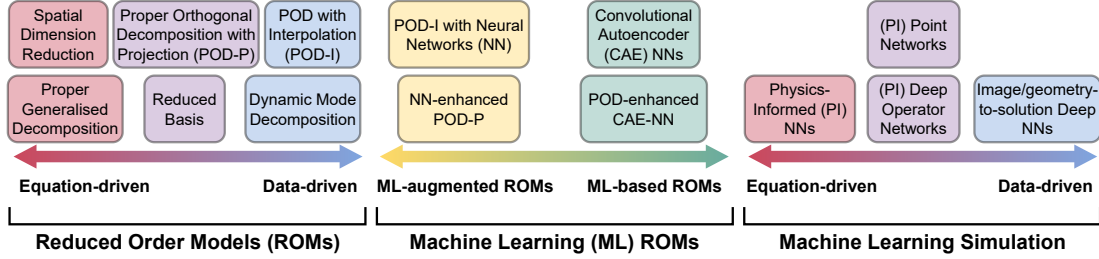 Spatial
Dimension
Reduction
Proper Orthogonal
Decomposition with
Projection (POD-P)
POD with
Interpolation
(POD-I)
Proper
Generalised
Decomposition
Reduced
Basis
Dynamic Mode
Decomposition
Equation-driven
Data-driven
Reduced Order Models (ROMs)
POD-I with Neural
Networks (NN)
Convolutional
Autoencoder
(CAE) NNs
NN-enhanced
POD-P
POD-enhanced
CAE-NN
ML-augmented ROMs
ML-based ROMs
Machine Learning (ML) ROMs
(PI) Point
Networks
Physics-
Informed (PI)
NNs
(PI) Deep
Operator
Networks
Image/geometry-
to-solution Deep
NNs
Equation-driven
Data-driven
Machine Learning Simulation